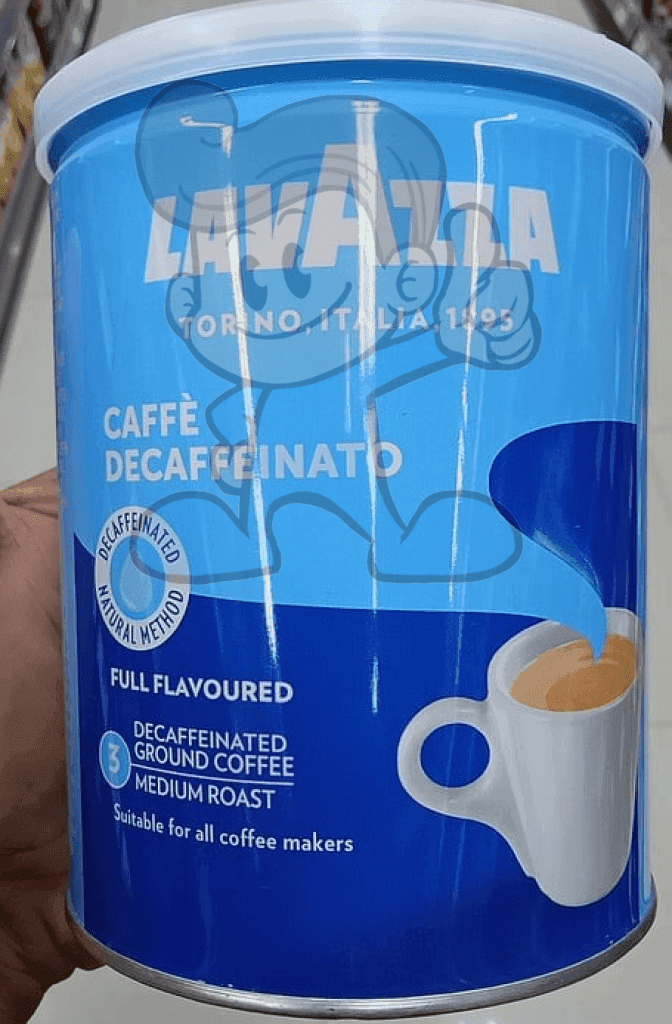 LAVAZZA
TORINO, ITALIA, 1895
CAFFÈ
DECAFFEINATO
DECAFFEINATED
NATURAL METHOD
FULL FLAVOURED
3
DECAFFEINATED
GROUND COFFEE
MEDIUM ROAST
Suitable for all coffee makers